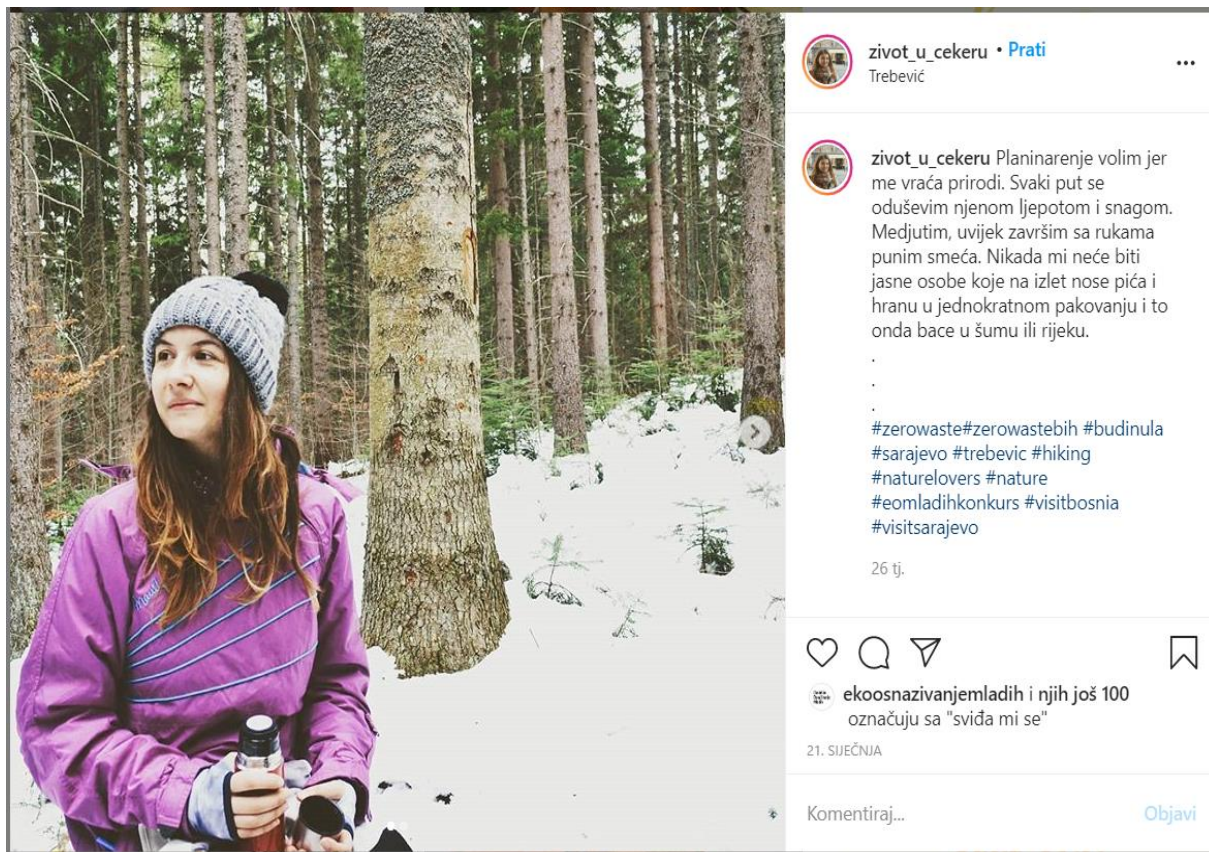 zivot_u_cekeru • Prati
Trebević
zivot_u_cekeru Planinarenje volim jer
me vraća prirodi. Svaki put se
oduševim njenom ljepotom i snagom.
Medjutim, uvijek završim sa rukama
punim smeća. Nikada mi neće biti
jasne osobe koje na izlet nose pića i
hranu u jednokratnom pakovanju i to
onda bace u šumu ili rijeku.
.
.
.
#zerowaste#zerowastebih #budinula
#sarajevo #trebevic #hiking
#naturelovers #nature
#eomladihkonkurs #visitbosnia
#visitsarajevo
26 tj.
ekoosnazivanjemladih i njih još 100
označuju sa "sviđa mi se"
21. SIJEČNJA
Komentiraj... Objavi